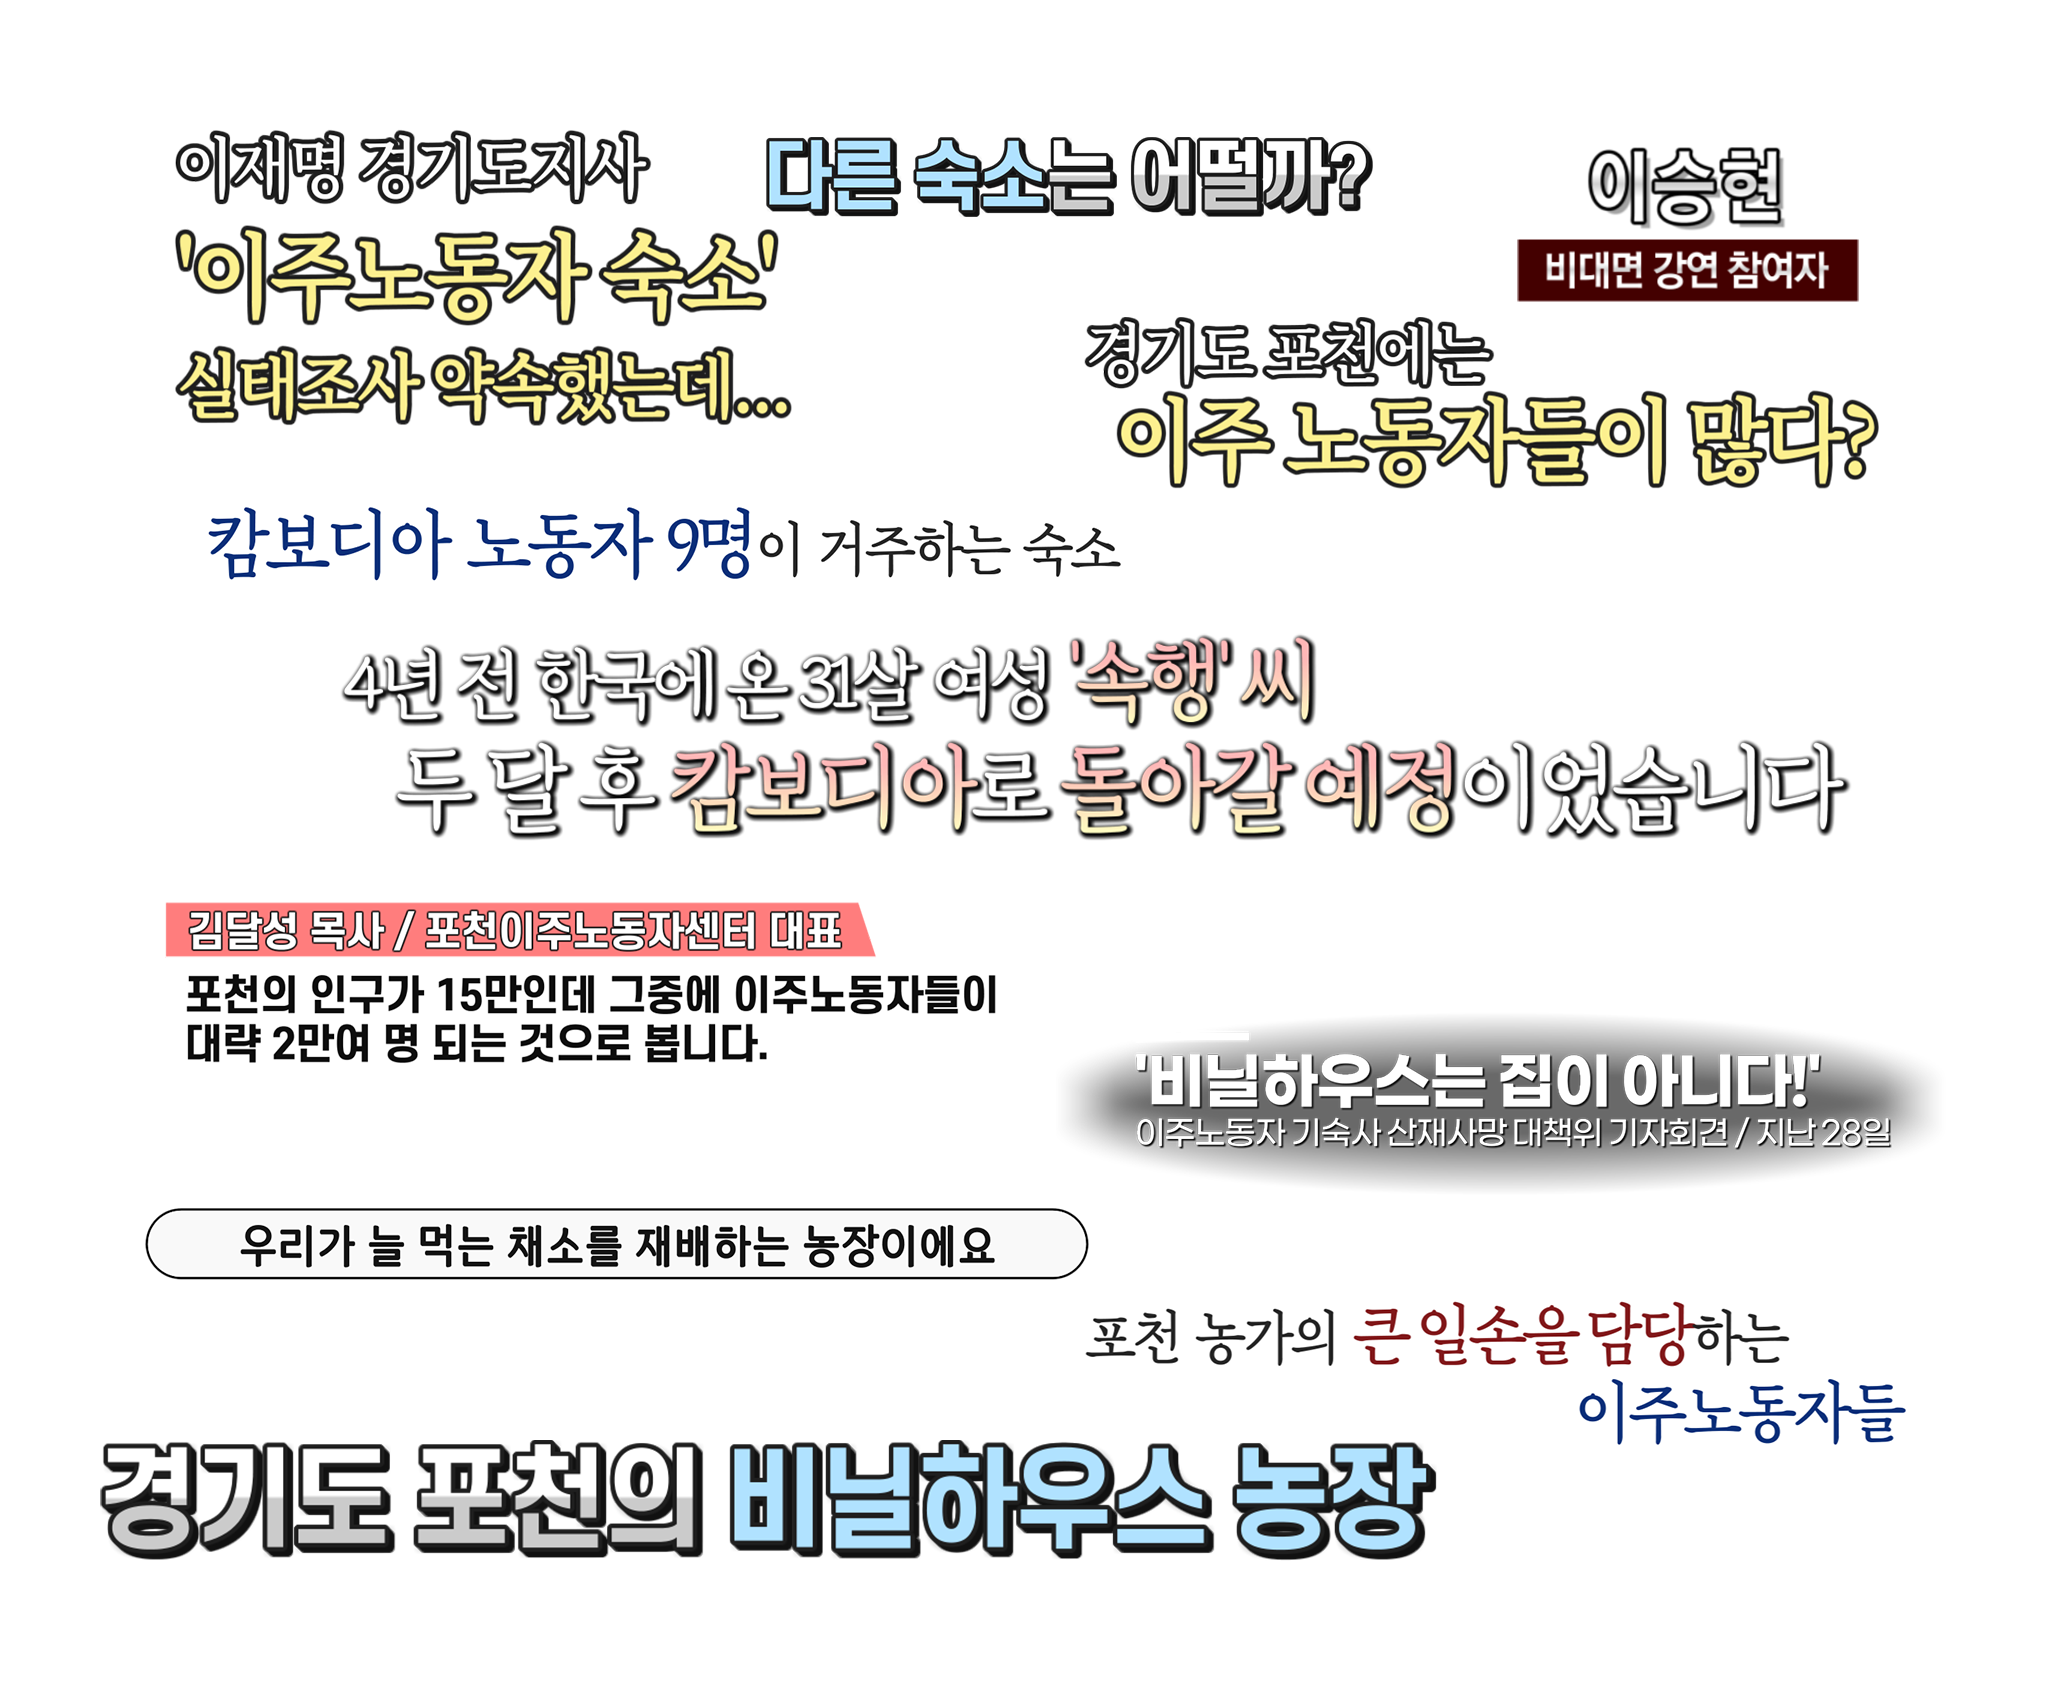 이재명 경기도지사
'이주노동자 숙소'
실태조사 약속했는데...
다른 숙소는 어떨까?
이승현
비대면 강연 참여자
경기도 포천에는
이주 노동자들이 많다?
캄보디아 노동자 9명이 거주하는 숙소
4년 전 한국에 온 31살 여성 '속행' 씨
두 달 후 캄보디아로 돌아갈 예정이었습니다
김달성 목사 / 포천이주노동자센터 대표
포천의 인구가 15만인데 그중에 이주노동자들이
대략 2만여 명 되는 것으로 봅니다.
'비닐하우스는 집이 아니다!'
이주노동자 기숙사 산재사망 대책위 기자회견 / 지난 28일
우리가 늘 먹는 채소를 재배하는 농장이에요
포천 농가의 큰 일손을 담당하는
이주노동자들
경기도 포천의 비닐하우스 농장